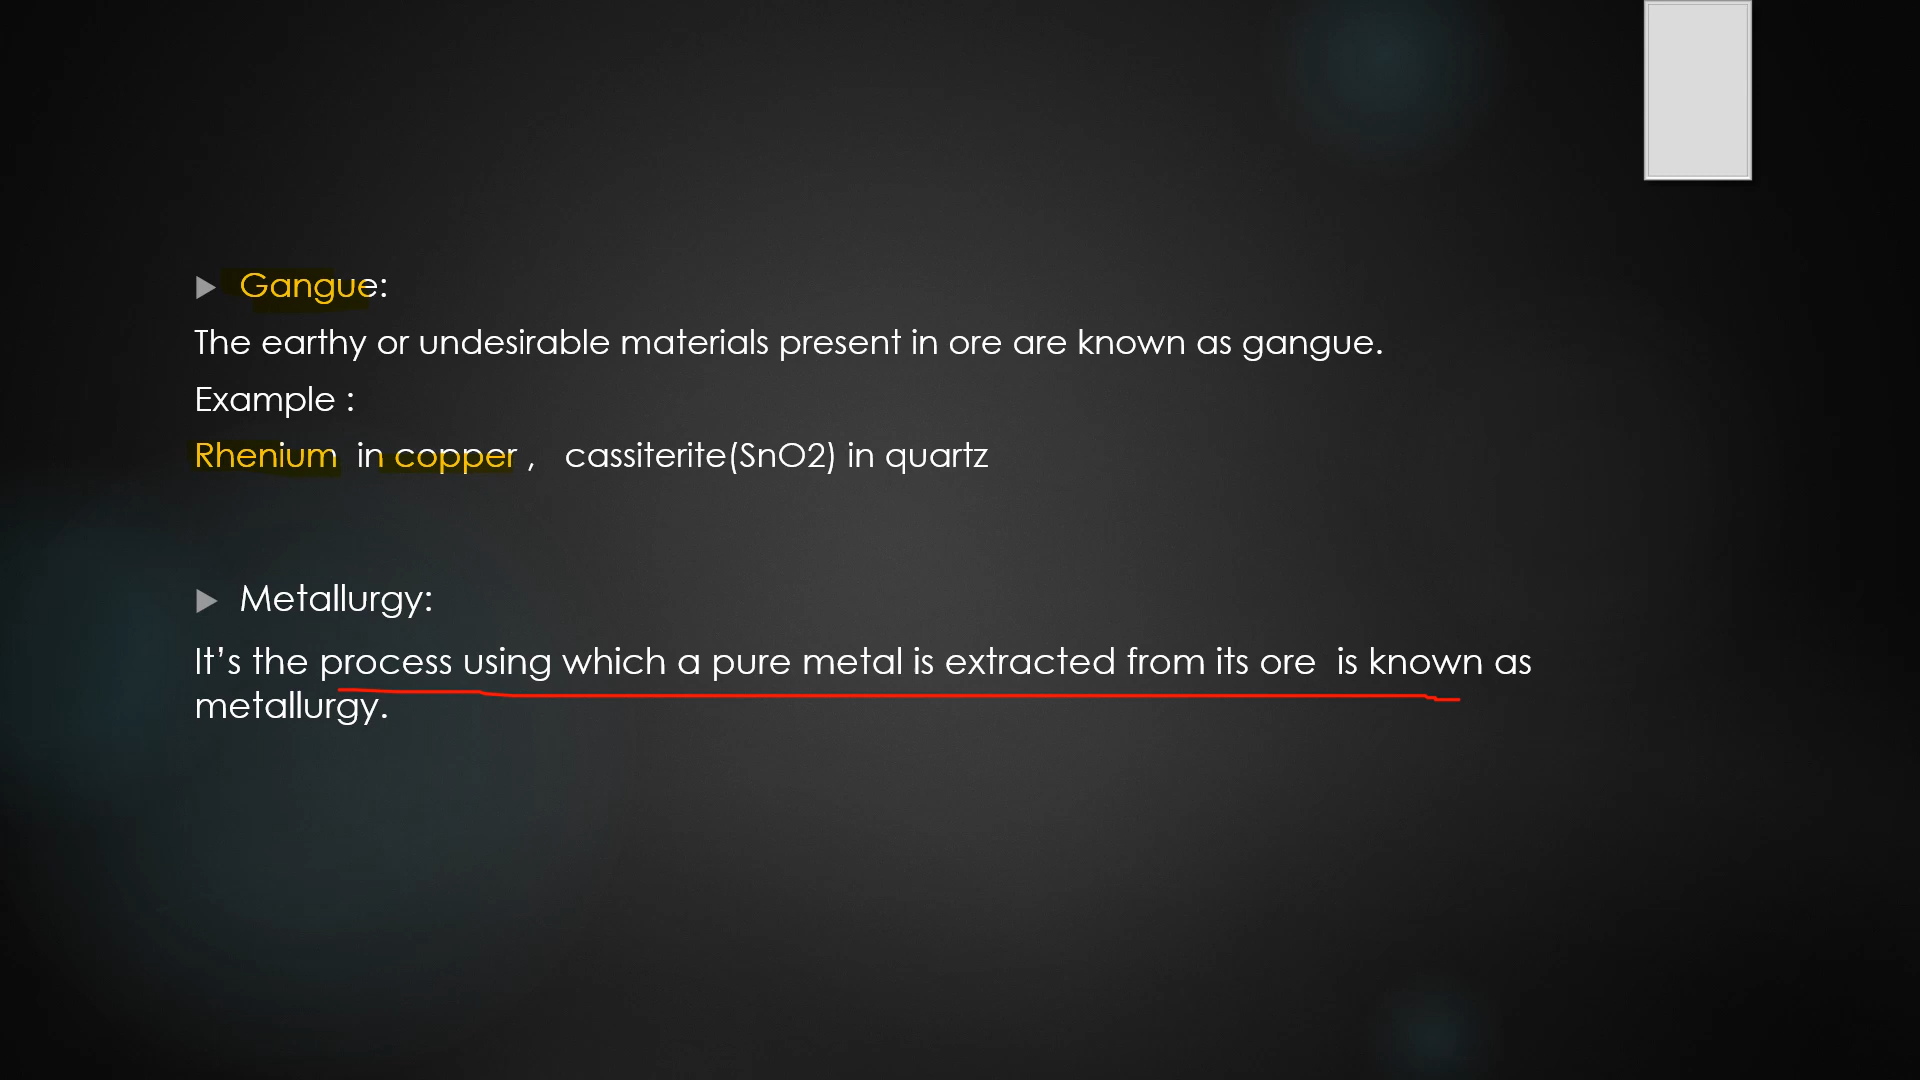 Gangue:
The earthy or undesirable materials present in ore are known as gangue.
Example :
Rhenium in copper , cassiterite(SnO2) in quartz
Metallurgy:
It’s the process using which a pure metal is extracted from its ore is known as
metallurgy.